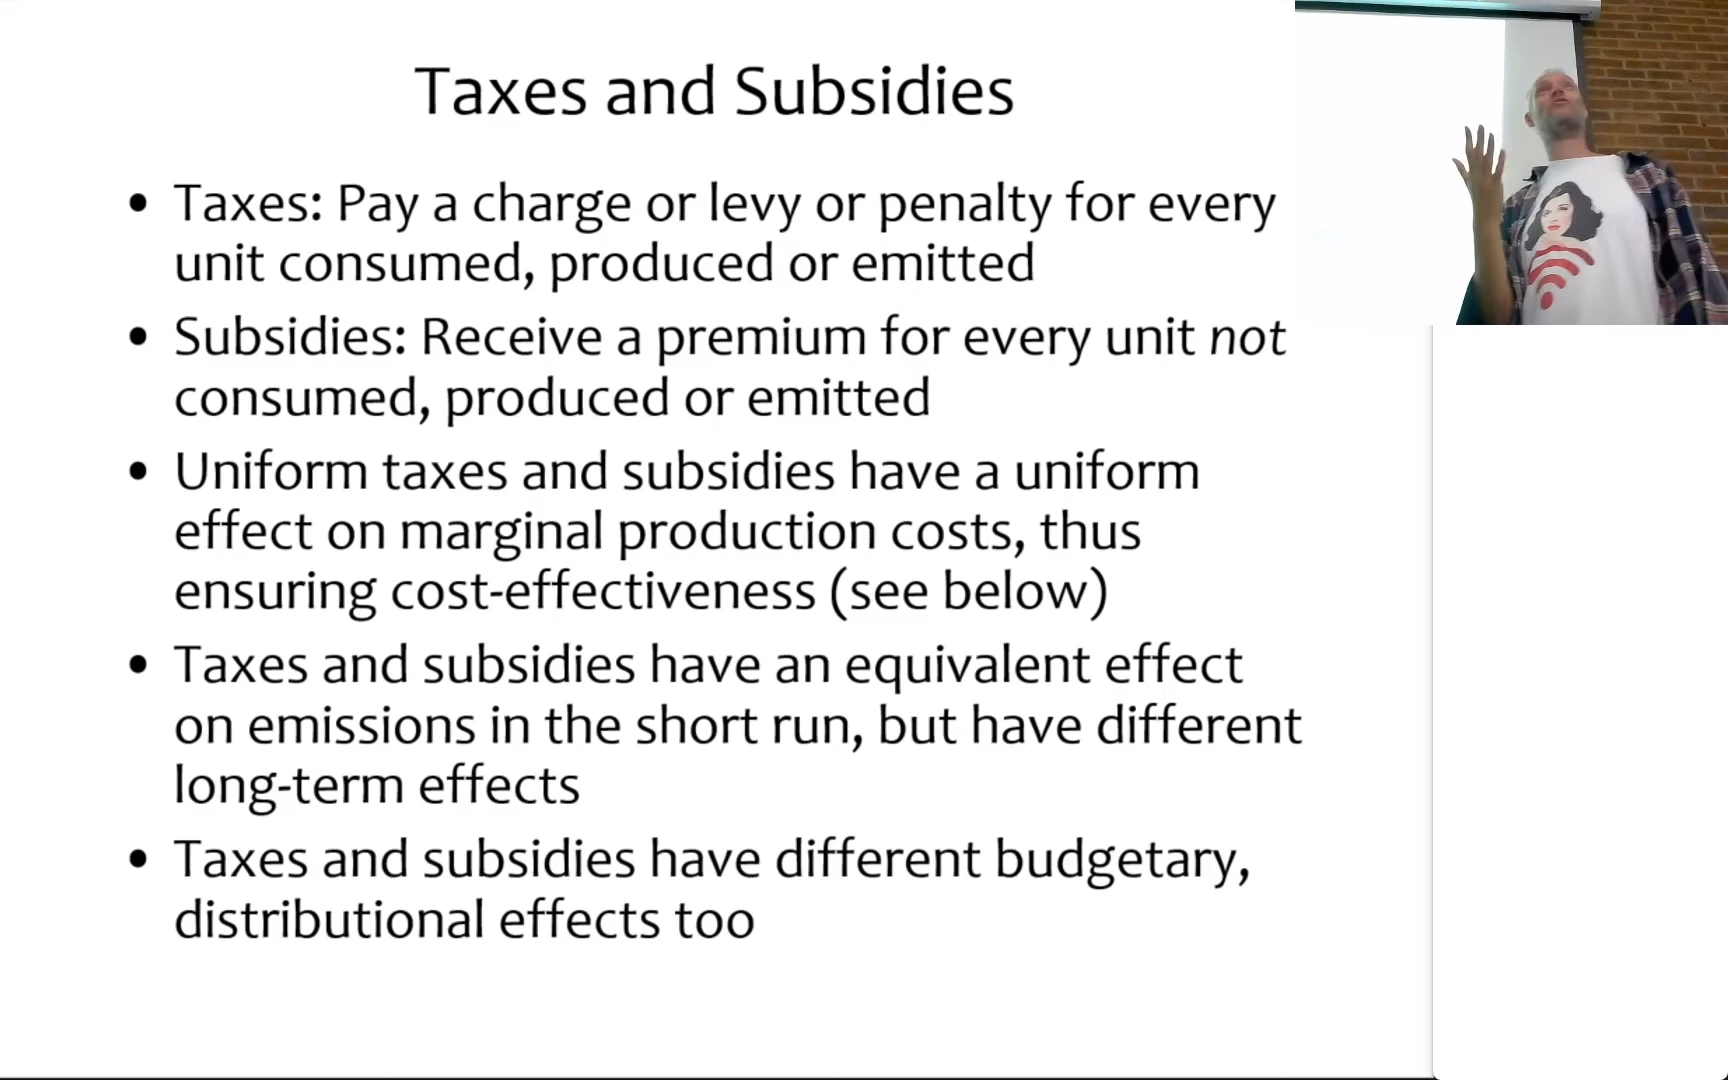 Taxes and Subsidies
• Taxes: Pay a charge or levy or penalty for every
unit consumed, produced or emitted
• Subsidies: Receive a premium for every unit not
consumed, produced or emitted
• Uniform taxes and subsidies have a uniform
effect on marginal production costs, thus
ensuring cost-effectiveness (see below)
• Taxes and subsidies have an equivalent effect
on emissions in the short run, but have different
long-term effects
• Taxes and subsidies have different budgetary,
distributional effects too